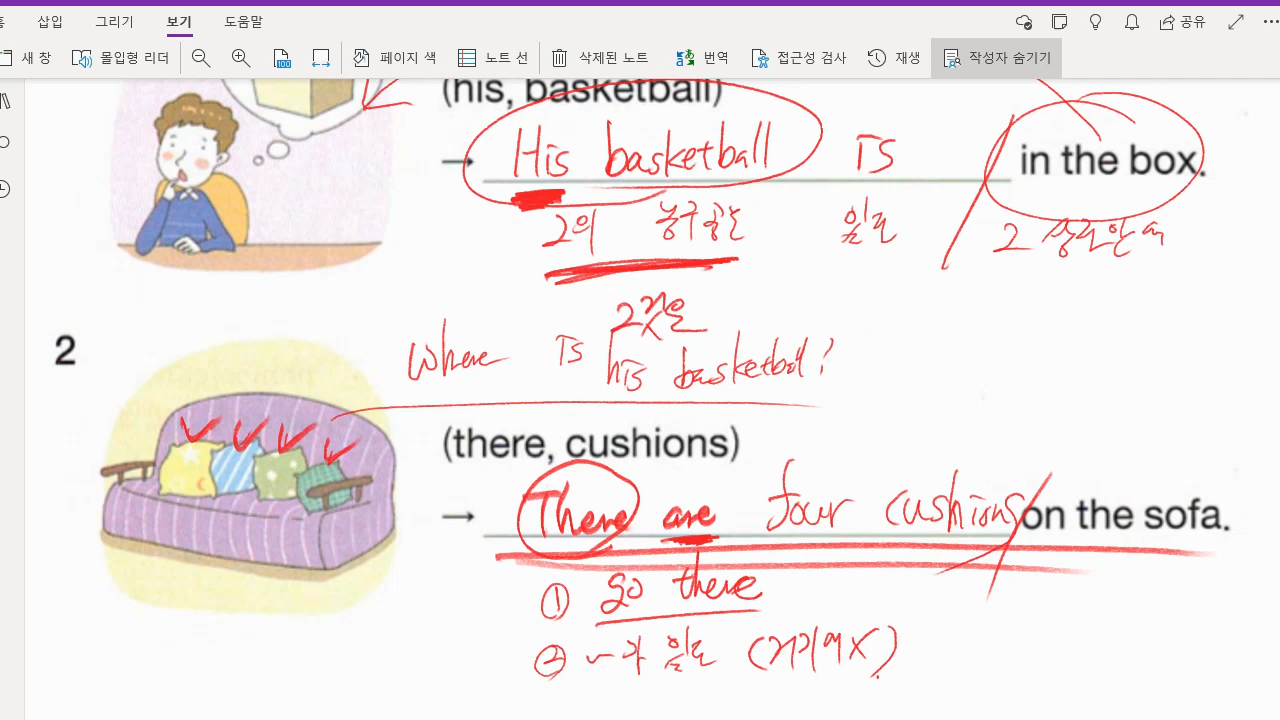 삽입 그리기 보기 도움말 공유
새 창 몰입형 리더 100 페이지 색 노트 선 삭제된 노트 번역 접근성 검사 재생 작성자 숨기기
(his, basketball)
→ His basketball is in the box.
2의 농구공은 있다 2 상자 안에
2것은
2 Where is his basketball?
(there, cushions)
→ There are four cushions on the sofa.
① go there
② ~가 있다 (거기에 X)